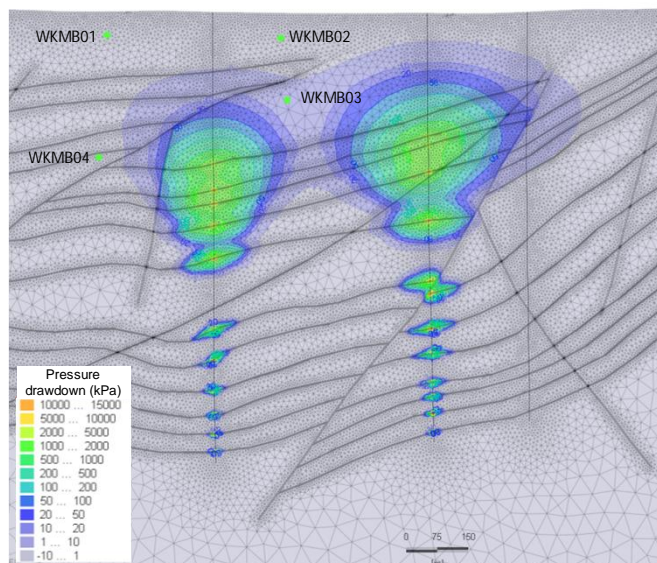 WKMB01
WKMB02
WKMB03
WKMB04
Pressure
drawdown (kPa)
10000 ... 15000
5000 ... 10000
2000 ... 5000
1000 ... 2000
500 ... 1000
200 ... 500
100 ... 200
50 ... 100
20 ... 50
10 ... 20
1 ... 10
-10 ... 1
0 75 150
[m]